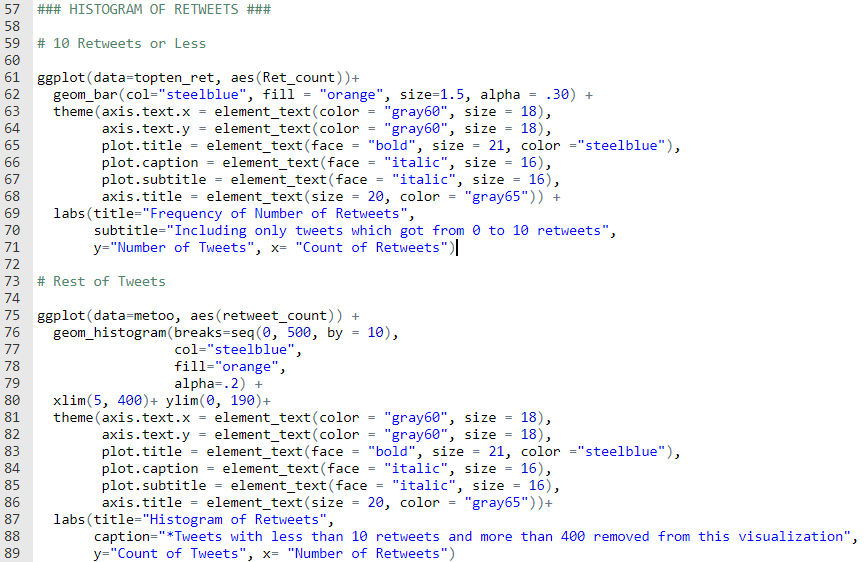 57 ### HISTOGRAM OF RETWEETS ###
58
59 # 10 Retweets or Less
60
61 ggplot(data=topten_ret, aes(Ret_count))+
62   geom_bar(col="steelblue", fill = "orange", size=1.5, alpha = .30) +
63   theme(axis.text.x = element_text(color = "gray60", size = 18),
64         axis.text.y = element_text(color = "gray60", size = 18),
65         plot.title = element_text(face = "bold", size = 21, color ="steelblue"),
66         plot.caption = element_text(face = "italic", size = 16),
67         plot.subtitle = element_text(face = "italic", size = 16),
68         axis.title = element_text(size = 20, color = "gray65")) +
69   labs(title="Frequency of Number of Retweets",
70        subtitle="Including only tweets which got from 0 to 10 retweets",
71        y="Number of Tweets", x= "Count of Retweets")
72
73 # Rest of Tweets
74
75 ggplot(data=metoo, aes(retweet_count)) +
76   geom_histogram(breaks=seq(0, 500, by = 10),
77                  col="steelblue",
78                  fill="orange",
79                  alpha=.2) +
80   xlim(5, 400)+ ylim(0, 190)+
81   theme(axis.text.x = element_text(color = "gray60", size = 18),
82         axis.text.y = element_text(color = "gray60", size = 18),
83         plot.title = element_text(face = "bold", size = 21, color ="steelblue"),
84         plot.caption = element_text(face = "italic", size = 16),
85         plot.subtitle = element_text(face = "italic", size = 16),
86         axis.title = element_text(size = 20, color = "gray65"))+
87   labs(title="Histogram of Retweets",
88        caption="*Tweets with less than 10 retweets and more than 400 removed from this visualization",
89        y="Count of Tweets", x= "Number of Retweets")